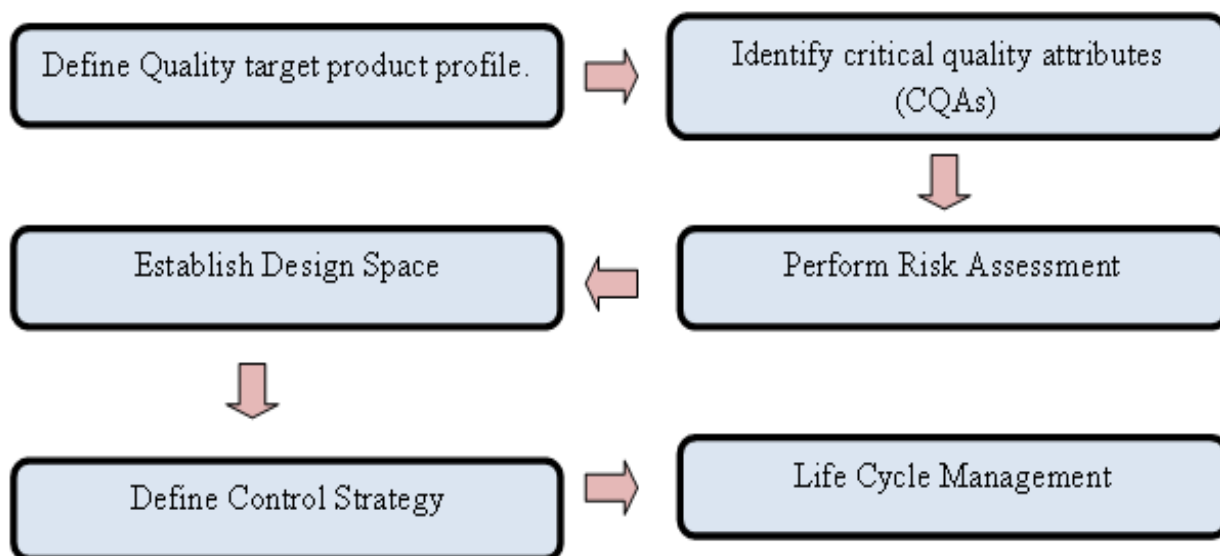 Define Quality target product profile.
Identify critical quality attributes
(CQAs)
Perform Risk Assessment
Establish Design Space
Define Control Strategy
Life Cycle Management